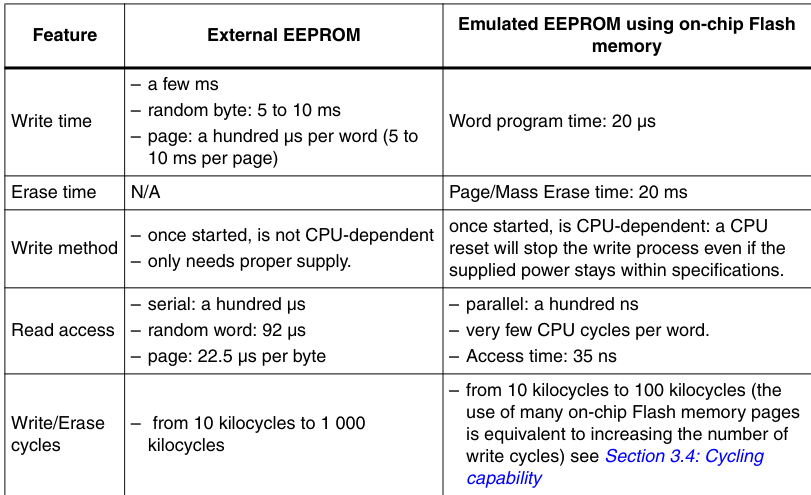 Feature
External EEPROM
Emulated EEPROM using on-chip Flash
memory
Write time
– a few ms
– random byte: 5 to 10 ms
– page: a hundred µs per word (5 to
10 ms per page)
Word program time: 20 µs
Erase time
N/A
Page/Mass Erase time: 20 ms
Write method
– once started, is not CPU-dependent
– only needs proper supply.
once started, is CPU-dependent: a CPU
reset will stop the write process even if the
supplied power stays within specifications.
Read access
– serial: a hundred µs
– random word: 92 µs
– page: 22.5 µs per byte
– parallel: a hundred ns
– very few CPU cycles per word.
– Access time: 35 ns
Write/Erase
cycles
– from 10 kilocycles to 1 000
kilocycles
– from 10 kilocycles to 100 kilocycles (the
use of many on-chip Flash memory pages
is equivalent to increasing the number of
write cycles) see Section 3.4: Cycling
capability